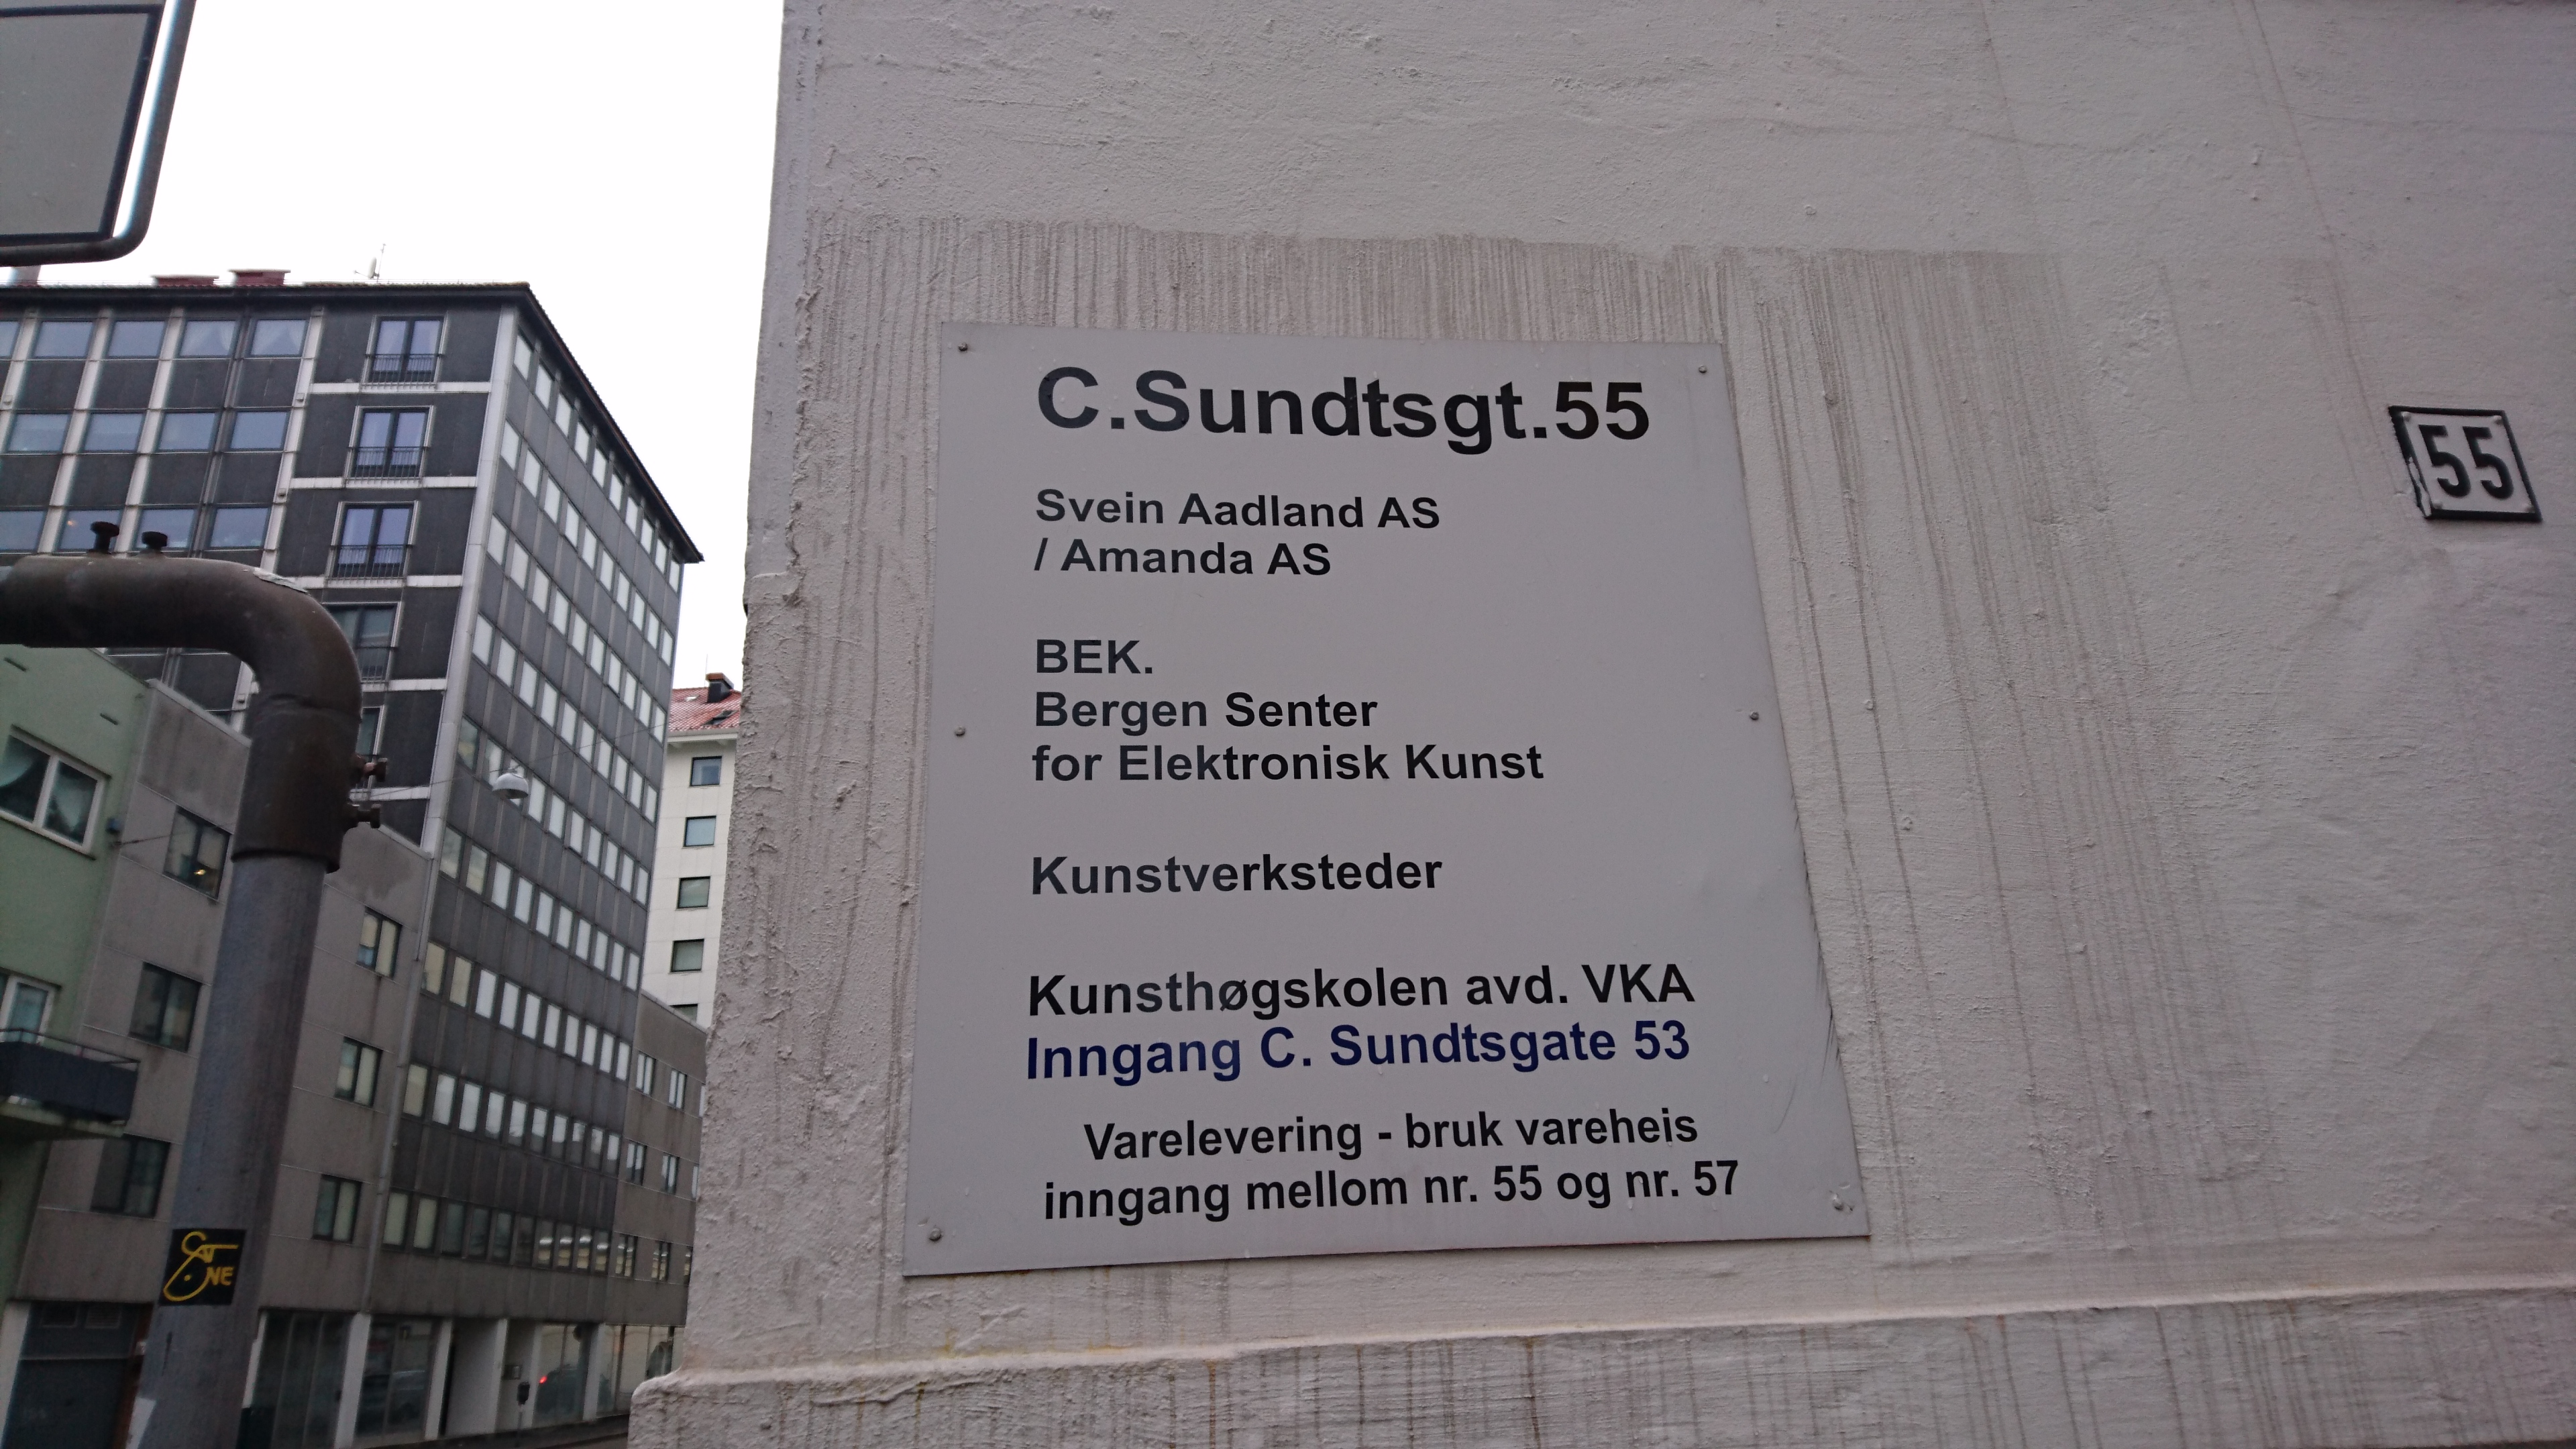 C.Sundtsgt.55
Svein Aadland AS
/ Amanda AS
BEK.
Bergen Senter
for Elektronisk Kunst
Kunstverksteder
Kunsthøgskolen avd. VKA
Inngang C. Sundtsgate 53
Varelevering - bruk vareheis
inngang mellom nr. 55 og nr. 57
55